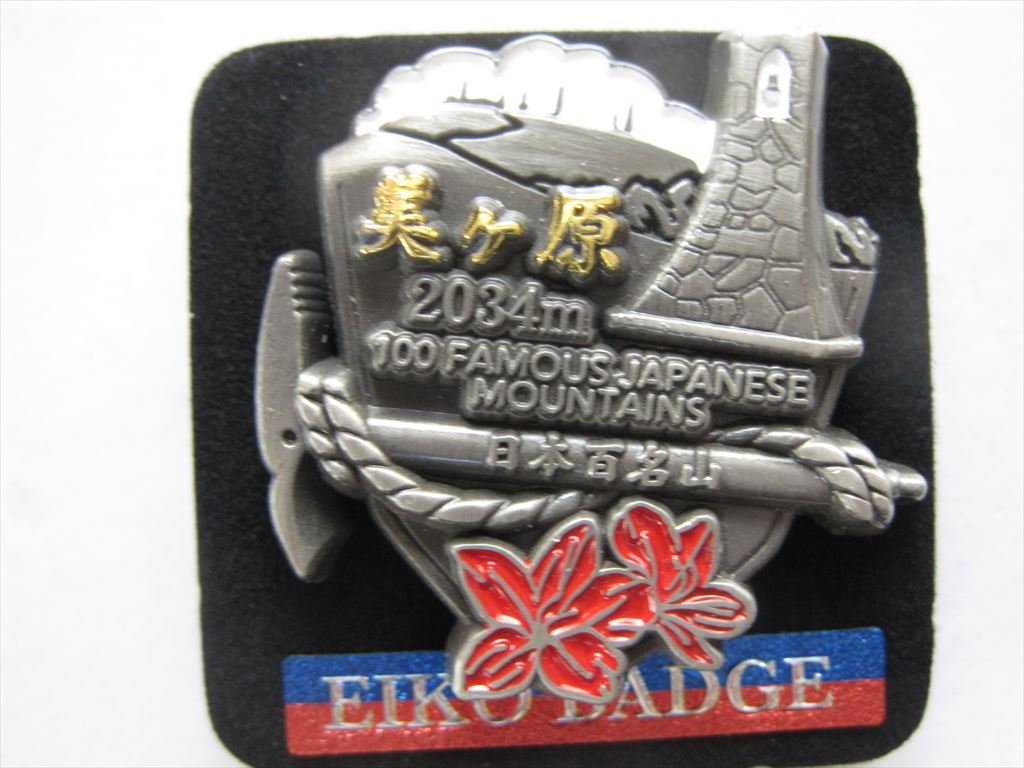 美ヶ原
2034m
100 FAMOUS JAPANESE
MOUNTAINS
日本百名山
EIKO BADGE